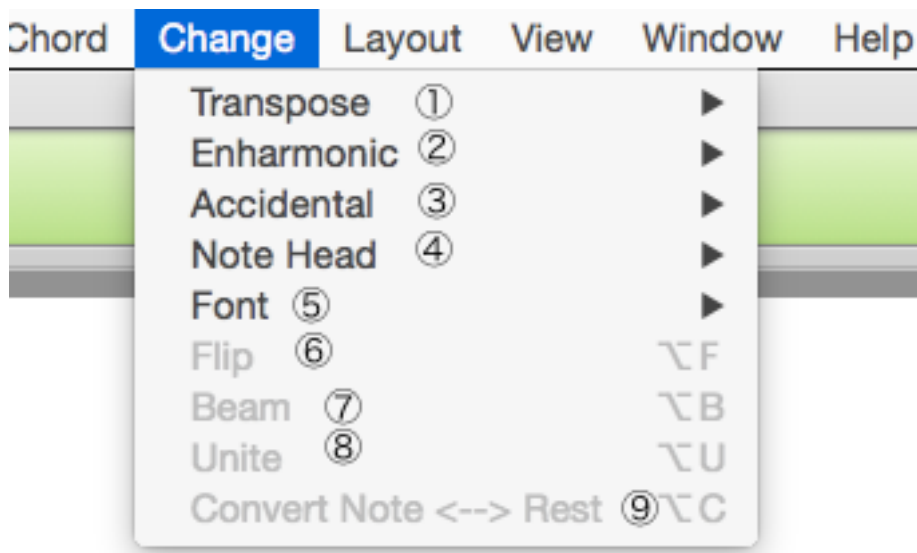 Chord Change Layout View Window Help
Transpose ① ▶
Enharmonic ② ▶
Accidental ③ ▶
Note Head ④ ▶
Font ⑤ ▶
Flip ⑥ ⌥F
Beam ⑦ ⌥B
Unite ⑧ ⌥U
Convert Note <--> Rest ⑨⌥C